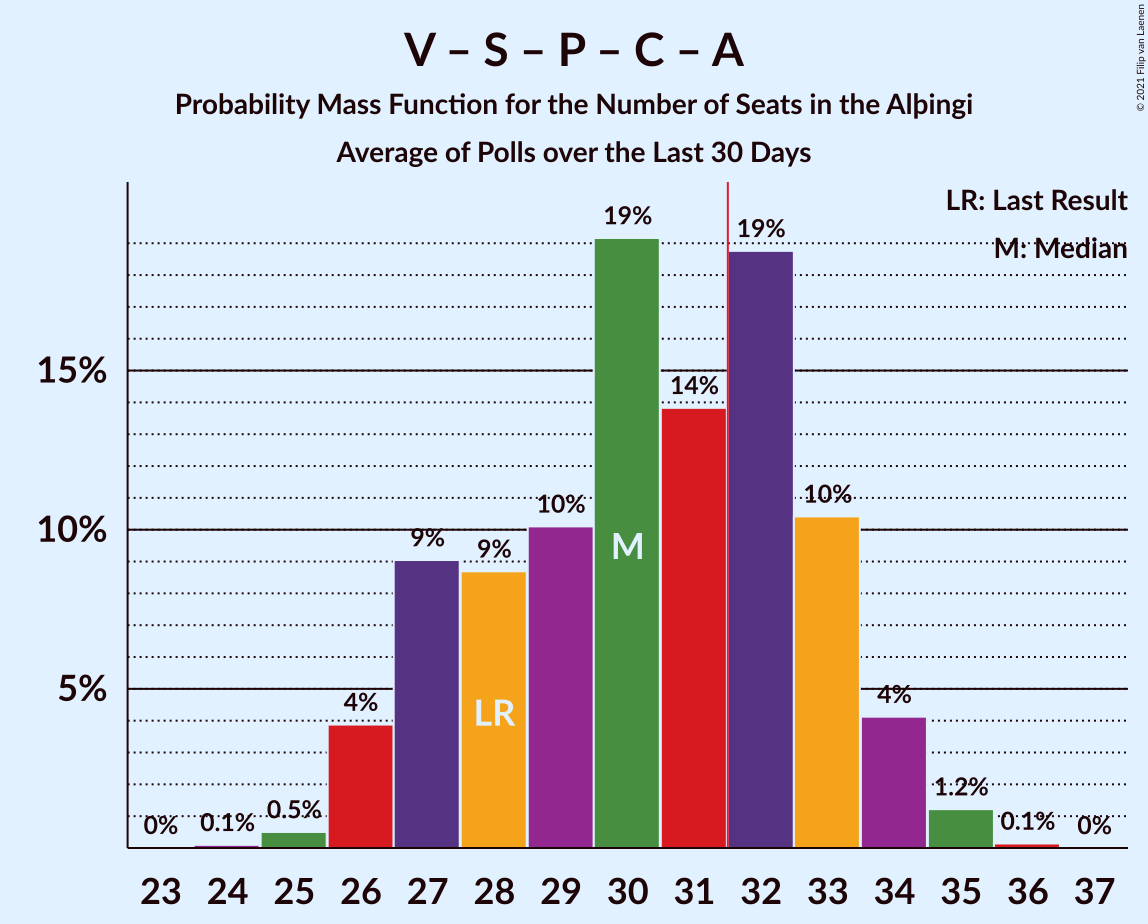 V – S – P – C – A
Probability Mass Function for the Number of Seats in the Alþingi
Average of Polls over the Last 30 Days
© 2021 Filip van Laenen
LR: Last Result
M: Median
15%
10%
5%
0%
0.1%
0.5%
4%
9%
9%
10%
19%
14%
19%
10%
4%
1.2%
0.1%
0%
LR
M
23 24 25 26 27 28 29 30 31 32 33 34 35 36 37